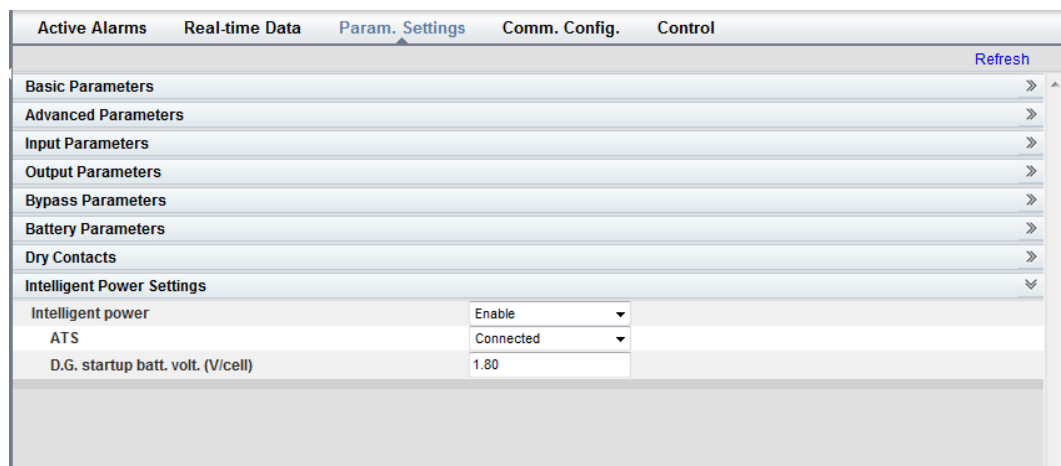 Active Alarms Real-time Data Param. Settings Comm. Config. Control
Refresh
Basic Parameters
Advanced Parameters
Input Parameters
Output Parameters
Bypass Parameters
Battery Parameters
Dry Contacts
Intelligent Power Settings
Intelligent power Enable
ATS Connected
D.G. startup batt. volt. (V/cell) 1.80